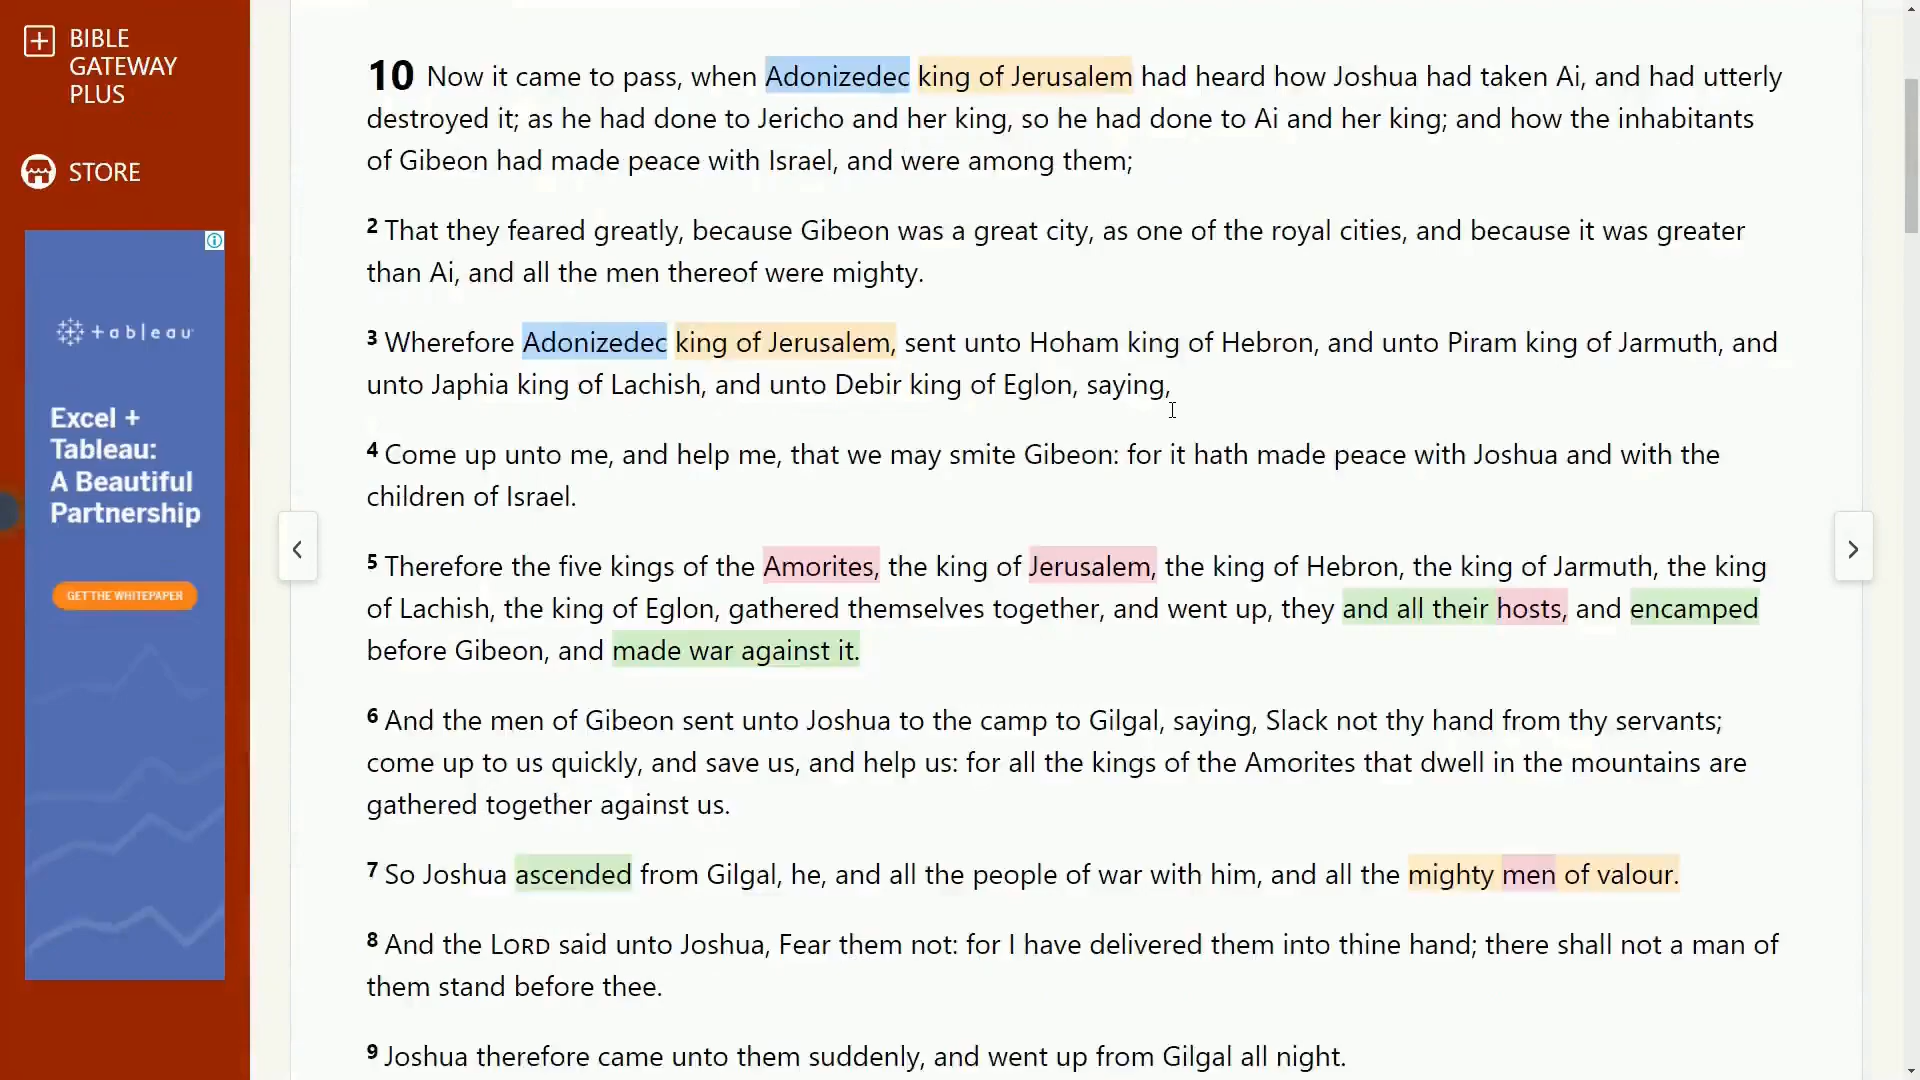 BIBLE
GATEWAY
PLUS
STORE
+ a b | e a u
Excel +
Tableau:
A Beautiful
Partnership
GET THE WHITEPAPER
10 Now it came to pass, when Adonizedec king of Jerusalem had heard how Joshua had taken Ai, and had utterly
destroyed it; as he had done to Jericho and her king, so he had done to Ai and her king; and how the inhabitants
of Gibeon had made peace with Israel, and were among them;
2 That they feared greatly, because Gibeon was a great city, as one of the royal cities, and because it was greater
than Ai, and all the men thereof were mighty.
3 Wherefore Adonizedec king of Jerusalem, sent unto Hoham king of Hebron, and unto Piram king of Jarmuth, and
unto Japhia king of Lachish, and unto Debir king of Eglon, saying,
4 Come up unto me, and help me, that we may smite Gibeon: for it hath made peace with Joshua and with the
children of Israel.
5 Therefore the five kings of the Amorites, the king of Jerusalem, the king of Hebron, the king of Jarmuth, the king
of Lachish, the king of Eglon, gathered themselves together, and went up, they and all their hosts, and encamped
before Gibeon, and made war against it.
6 And the men of Gibeon sent unto Joshua to the camp to Gilgal, saying, Slack not thy hand from thy servants;
come up to us quickly, and save us, and help us: for all the kings of the Amorites that dwell in the mountains are
gathered together against us.
7 So Joshua ascended from Gilgal, he, and all the people of war with him, and all the mighty men of valour.
8 And the LORD said unto Joshua, Fear them not: for I have delivered them into thine hand; there shall not a man of
them stand before thee.
9 Joshua therefore came unto them suddenly, and went up from Gilgal all night.